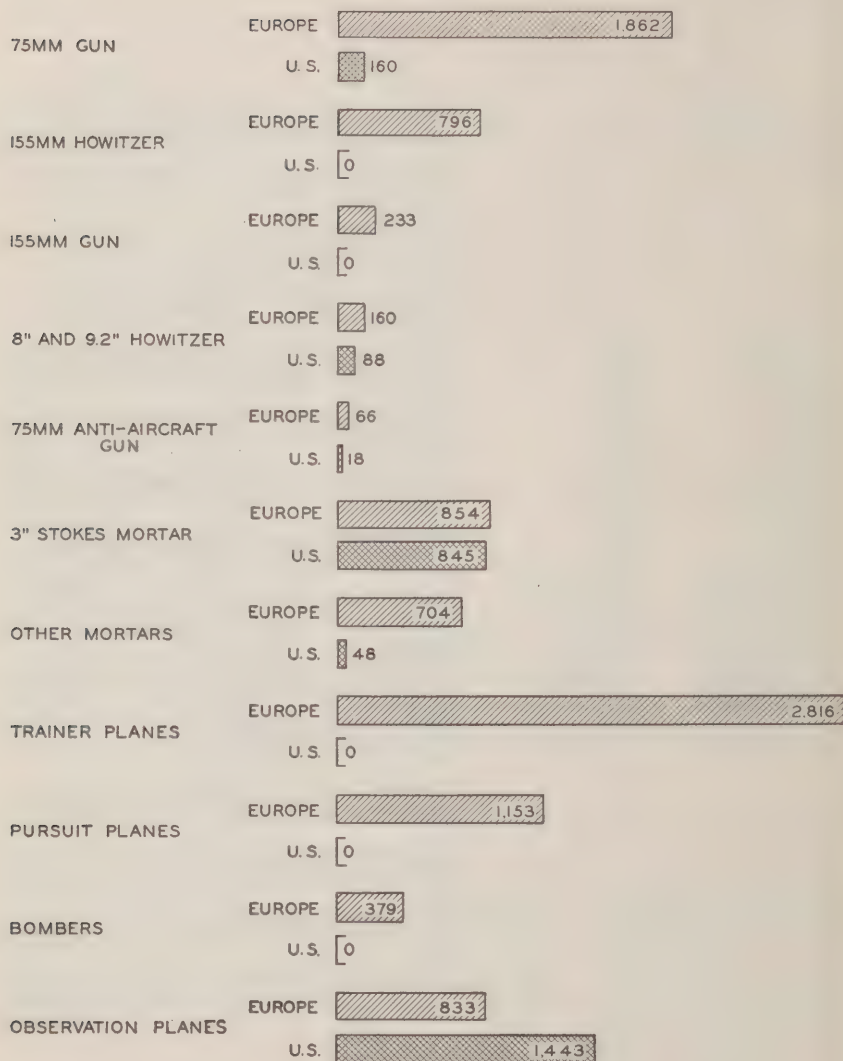 EUROPE 1,862
75MM GUN
U.S. 160
EUROPE 796
155MM HOWITZER
U.S. 0
EUROPE 233
155MM GUN
U.S. 0
EUROPE 160
8" AND 9.2" HOWITZER
U.S. 88
EUROPE 66
75MM ANTI-AIRCRAFT
GUN
U.S. 18
EUROPE 854
3" STOKES MORTAR
U.S. 845
EUROPE 704
OTHER MORTARS
U.S. 48
EUROPE 2,816
TRAINER PLANES
U.S. 0
EUROPE 1,153
PURSUIT PLANES
U.S. 0
EUROPE 379
BOMBERS
U.S. 0
EUROPE 833
OBSERVATION PLANES
U.S. 1,443